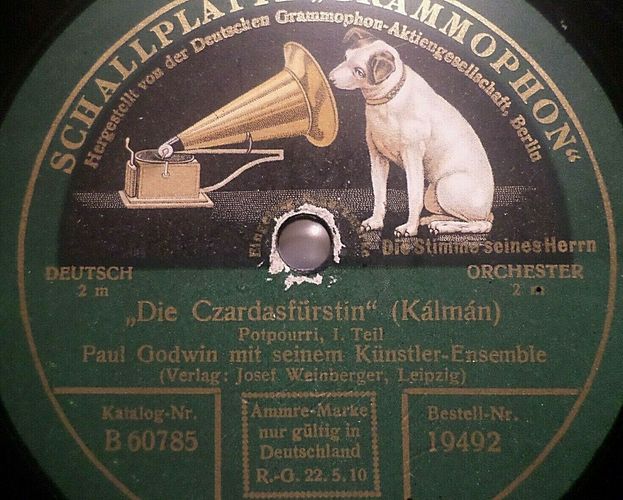 SCHALLPLATTE „GRAMMOPHON“
Hergestellt von der Deutschen Grammophon-Aktiengesellschaft, Berlin
Die Stimme seines Herrn
DEUTSCH
2 m
ORCHESTER
2 m
„Die Czardasfürstin“ (Kálmán)
Potpourri, I. Teil
Paul Godwin mit seinem Künstler-Ensemble
(Verlag: Josef Weinberger, Leipzig)
Katalog-Nr.
B 60785
Ammre-Marke
nur gültig in
Deutschland
R.-G. 22. 5. 10
Bestell-Nr.
19492